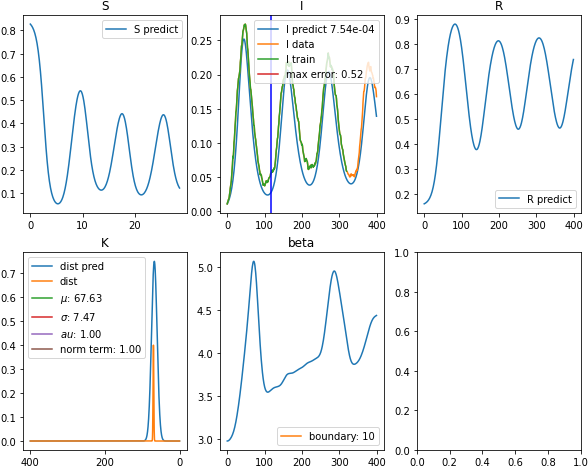 S
S predict
0.8
0.7
0.6
0.5
0.4
0.3
0.2
0.1
0 5 10 15 20 25
I
I predict 7.54e-04
I data
I train
max error: 0.52
0.25
0.20
0.15
0.10
0.05
0.00
0 100 200 300 400
R
R predict
0.9
0.8
0.7
0.6
0.5
0.4
0.3
0.2
0 100 200 300 400
K
dist pred
dist
μ: 67.63
σ: 7.47
au: 1.00
norm term: 1.00
0.7
0.6
0.5
0.4
0.3
0.2
0.1
0.0
400 200 0
beta
boundary: 10
5.0
4.5
4.0
3.5
3.0
0 100 200 300 400
1.0
0.8
0.6
0.4
0.2
0.0
0.0 0.2 0.4 0.6 0.8 1.0